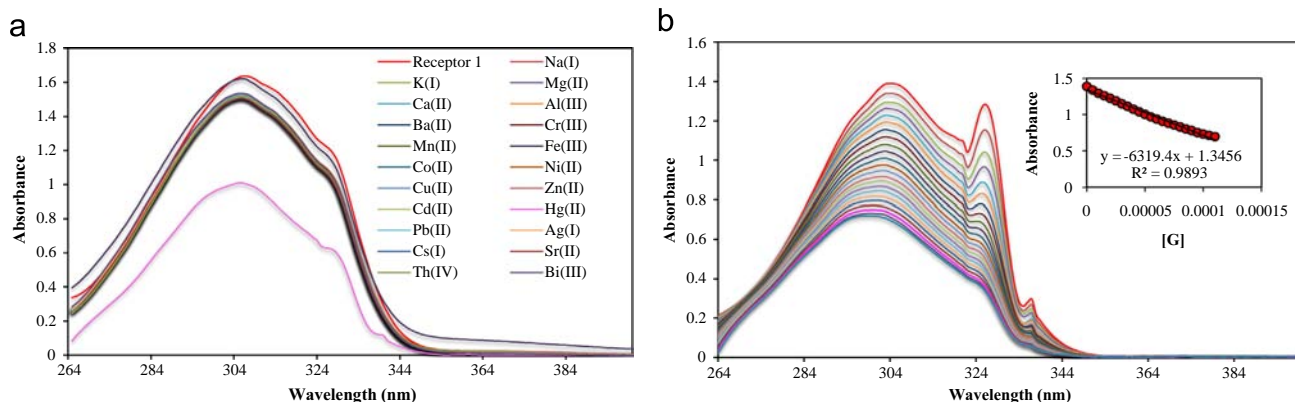 a
1.8
1.6
1.4
1.2
1
0.8
0.6
0.4
0.2
0
264 284 304 324 344 364 384
Absorbance
Wavelength (nm)
Receptor 1 Na(I)
K(I) Mg(II)
Ca(II) Al(III)
Ba(II) Cr(III)
Mn(II) Fe(III)
Co(II) Ni(II)
Cu(II) Zn(II)
Cd(II) Hg(II)
Pb(II) Ag(I)
Cs(I) Sr(II)
Th(IV) Bi(III)
b
1.6
1.4
1.2
1
0.8
0.6
0.4
0.2
0
264 284 304 324 344 364 384
Absorbance
Wavelength (nm)
1.5
1
0.5
0
0 0.00005 0.0001 0.00015
Absorbance
[G]
y = -6319.4x + 1.3456
R² = 0.9893